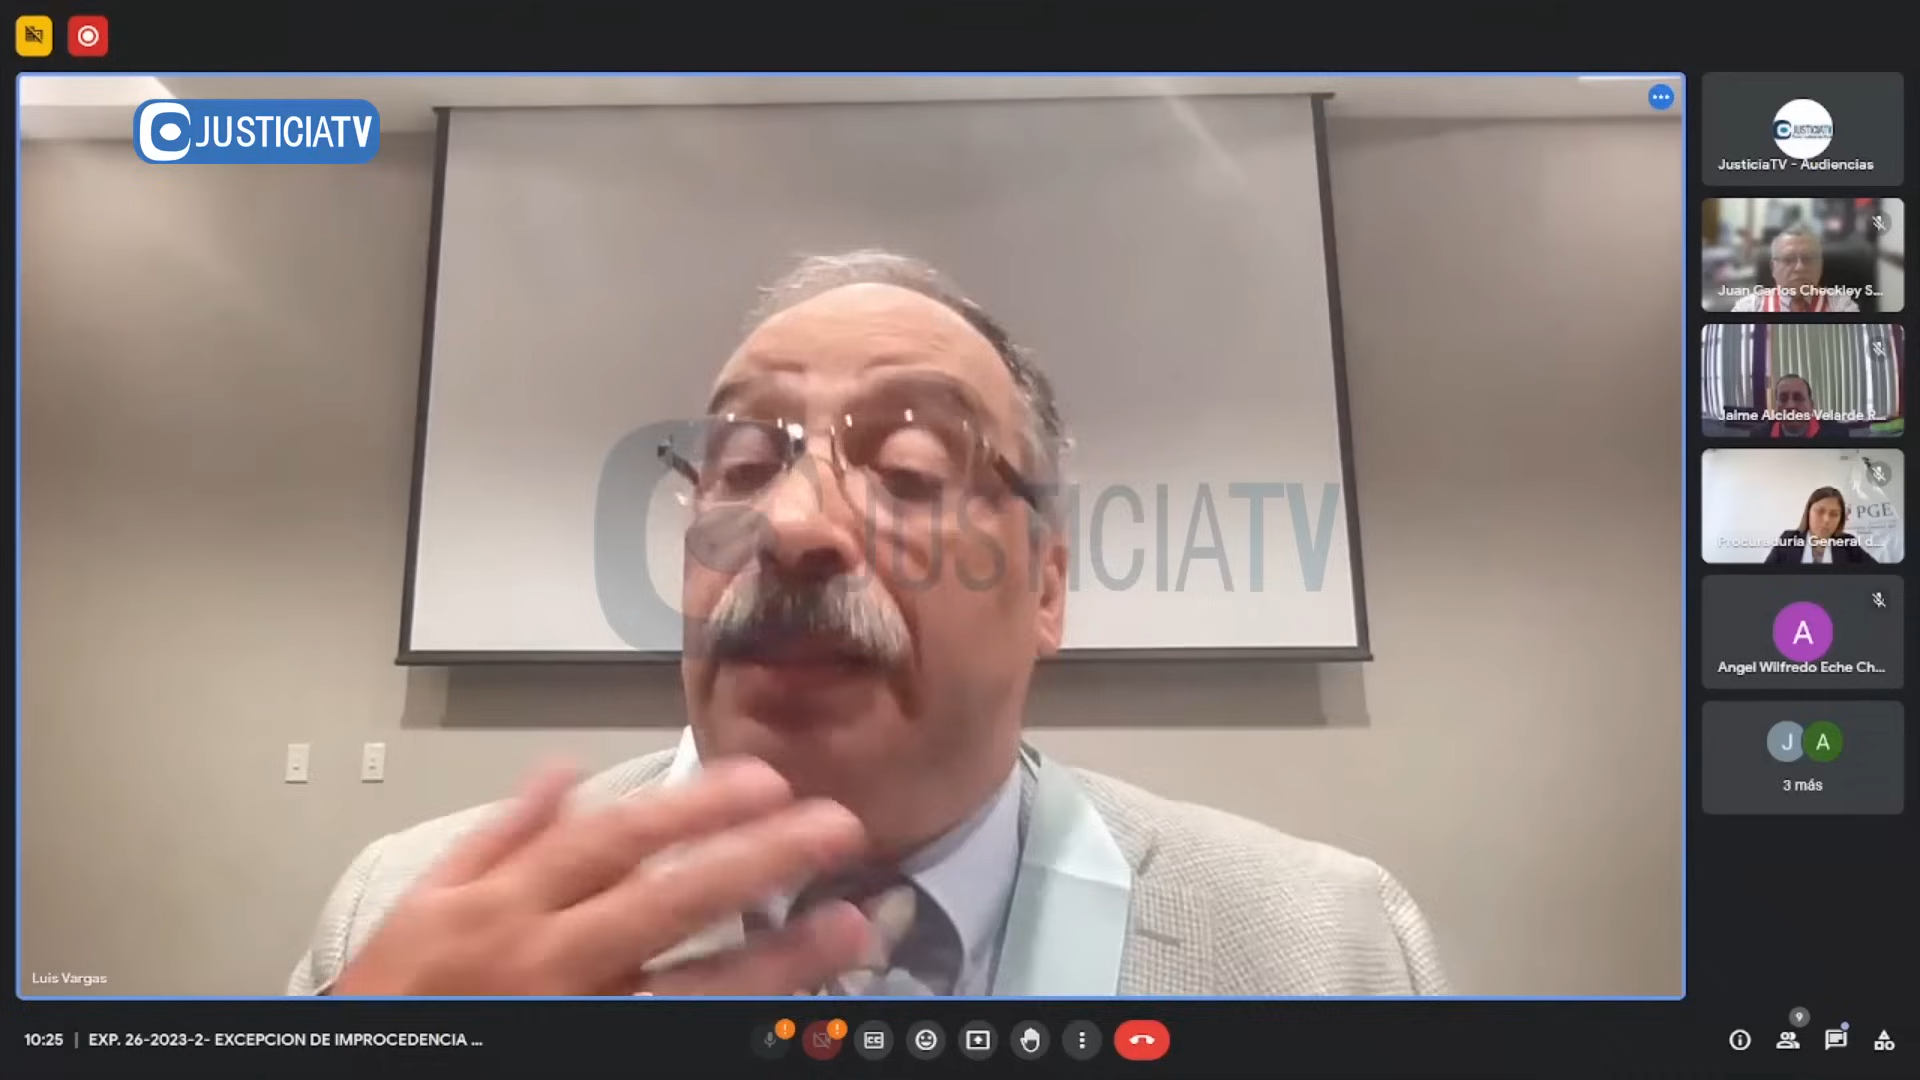 JUSTICIATV
JUSTICIATV
Luis Vargas
JusticiaTV - Audiencias
Juan Carlos Checkley S...
Jaime Alcides Velarde R...
PGE
Procuraduría General d...
A
Angel Wilfredo Eche Ch...
J A
3 más
10:25 | EXP. 26-2023-2- EXCEPCION DE IMPROCEDENCIA ...
9